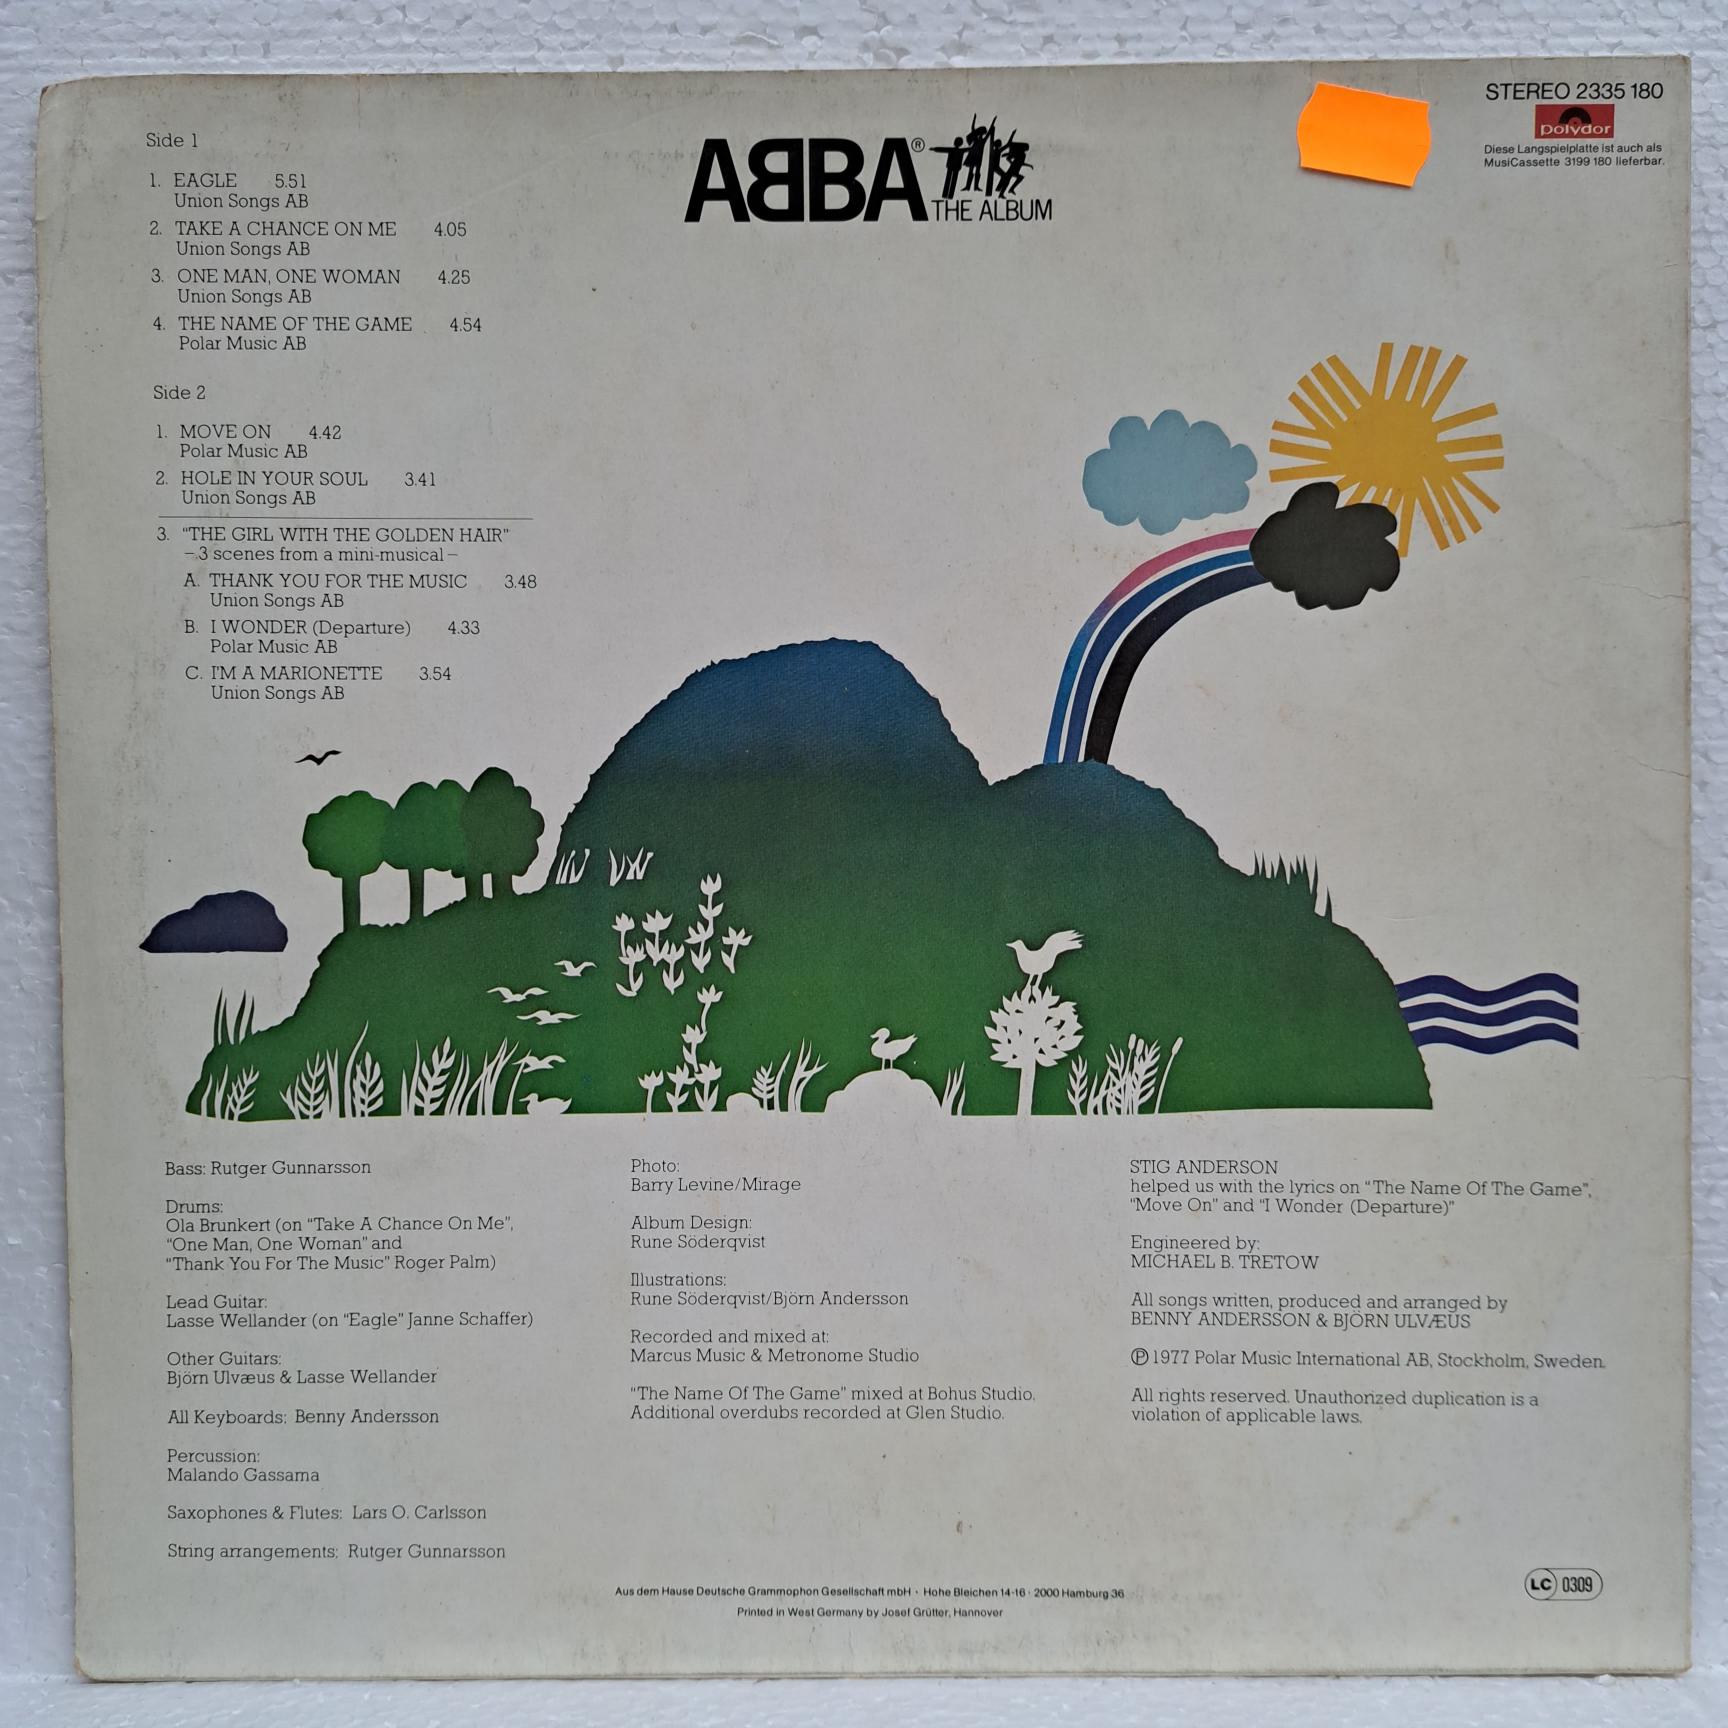 Side 1
1. EAGLE 5.51
Union Songs AB
2. TAKE A CHANCE ON ME 4.05
Union Songs AB
3. ONE MAN, ONE WOMAN 4.25
Union Songs AB
4. THE NAME OF THE GAME 4.54
Polar Music AB
Side 2
1. MOVE ON 4.42
Polar Music AB
2. HOLE IN YOUR SOUL 3.41
Union Songs AB
3. "THE GIRL WITH THE GOLDEN HAIR"
–3 scenes from a mini-musical–
A. THANK YOU FOR THE MUSIC 3.48
Union Songs AB
B. I WONDER (Departure) 4.33
Polar Music AB
C. I'M A MARIONETTE 3.54
Union Songs AB
ABBA®
THE ALBUM
STEREO 2335 180
polydor
Diese Langspielplatte ist auch als
MusiCassette 3199 180 lieferbar.
Bass: Rutger Gunnarsson
Drums:
Ola Brunkert (on "Take A Chance On Me",
"One Man, One Woman" and
"Thank You For The Music" Roger Palm)
Lead Guitar:
Lasse Wellander (on "Eagle" Janne Schaffer)
Other Guitars:
Björn Ulvæus & Lasse Wellander
All Keyboards: Benny Andersson
Percussion:
Malando Gassama
Saxophones & Flutes: Lars O. Carlsson
String arrangements: Rutger Gunnarsson
Photo:
Barry Levine/Mirage
Album Design:
Rune Söderqvist
Illustrations:
Rune Söderqvist/Björn Andersson
Recorded and mixed at:
Marcus Music & Metronome Studio
"The Name Of The Game" mixed at Bohus Studio.
Additional overdubs recorded at Glen Studio.
STIG ANDERSON
helped us with the lyrics on "The Name Of The Game",
"Move On" and "I Wonder (Departure)"
Engineered by:
MICHAEL B. TRETOW
All songs written, produced and arranged by
BENNY ANDERSSON & BJÖRN ULVÆUS
℗ 1977 Polar Music International AB, Stockholm, Sweden.
All rights reserved. Unauthorized duplication is a
violation of applicable laws.
Aus dem Hause Deutsche Grammophon Gesellschaft mbH · Hohe Bleichen 14-16 · 2000 Hamburg 36
Printed in West Germany by Josef Grütter, Hannover
LC 0309